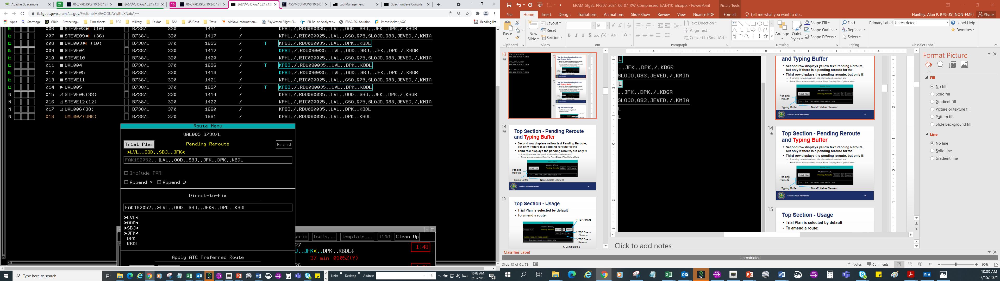 Apache Guacamole
21
865/RPD:RPos:10.245.129
866/DVu:DPos:10.245.129
16
867/RPD:RPos:10.245.129
868/DVu:DPos:10.245.12
455/MCG:MCWS:10.245.
Lab Management
Guac huntleya Console
tb3guac.gwp.eram.faa.gov/#/client/MzEwODUAYwBteXNxbA==
Apps
Startpage
Gibiru – Protecting...
Timesheets
ECS
Military
Leidos
FAA
US Govt
Travel
AirNav: Information...
SkyVector: Flight Pl...
IFR Route Analyzer...
FRAC SSL Solution
Photoshelter_AOC
Reading list
006 STEVE03 (10) B738/L 330 1411 / KPBI./.RDU090035..LVL..OOD..SBJ..JFK..DPK./.KBGR
007 STEVE09 (36) B738/L 320 1417 / KPHL./.RIC020025..LVL..GSO.Q75.SLOJO.Q83.JEVED./.KMIA
008 UAL003 (10) B738/L 370 1655 / T KPBI./.RDU090035..LVL..DPK..KBDL
009 STEVE04 B738/L 330 1412 / KPBI./.RDU090035..LVL..OOD..SBJ..JFK..DPK./.KBGR
010 STEVE10 B738/L 320 1420 / KPHL./.RIC020025..LVL..GSO.Q75.SLOJO.Q83.JEVED./.KMIA
011 UAL004 B738/L 370 1656 / T KPBI./.RDU090035..LVL..DPK..KBDL
012 STEVE05 B738/L 330 1413 / KPBI./.RDU090035..LVL..OOD..SBJ..JFK..DPK./.KBGR
013 STEVE11 B738/L 320 1421 / KPHL./.RIC020025..LVL..GSO.Q75.SLOJO.Q83.JEVED./.KMIA
014 UAL005 B738/L 370 1657 / T KPBI./.RDU090035..LVL..DPK..KBDL
N 015 STEVE06(38) B738/L 330 1414 / KPBI./.RDU090035..LVL..OOD..SBJ..JFK..DPK./.KBGR
N 016 STEVE12(12) B738/L 320 1422 / KPHL./.RIC020025..LVL..GSO.Q75.SLOJO.Q83.JEVED./.KMIA
N 017 UAL006(38) B738/L 370 1660 / KPBI./.RDU090035..LVL..DPK..KBDL
018 UAL007(UNK) B738/L 370 1661 / KPBI./.RDU090035..LVL..DPK..KBDL
Route Menu
UAL005 B738/L
Trial Plan Pending Reroute Amend
➤LVL..OOD..SBJ..JFK<
FAK192052.. LVL..OOD..SBJ..JFK..DPK..KBDL
Include PAR
Append * Append ⊕
Direct-to-Fix
FAK192052..➤LVL..OOD..SBJ..JFK<..DPK..KBDL
➤LVL<
➤OOD<
➤SBJ<
➤JFK<
DPK
KBDL
Apply ATC Preferred Route
erim Tools... Template... ICAO Clean Up
27 1:48
J..JFK<..DPK..KBDL↓
37 min 0105Z(Y)
26
Type here to search
Links Desktop Address
10:03 AM
7/15/2021
ERAM_Stg3c_PRS07_2021_06_07_RW_Compressed_EAE410_ah.pptx - PowerPoint
Picture Tools
File Home Insert Design Transitions Animations Slide Show Review View Nuance PDF Format Tell me what you want to do...
Huntley, Alan P. [US-US](NON-EMP) Share
Paste
New Slide
Layout
Reset
Section
16
Text Direction
Align Text
Convert to SmartArt
Arrange
Quick Styles
Shape Fill
Shape Outline
Shape Effects
Find
Replace
Select
Primary Label Unrestricted
Label Help
Favorites
Clipboard Slides Font Paragraph Drawing Editing Classifier Label
13
Top Section - Pending Reroute
and Typing Buffer
14
Top Section - Pending Reroute
and Typing Buffer
• Second row displays yellow text Pending Reroute,
but only if there is a pending reroute for the
• Third row displays the pending reroute, but only if:
– A pending reroute has been trial planned and selected, and
– Route Menu was opened from the Plans Display/Plan Options Menu
Pending
Reroute
Typing Buffer
Non-Editable Element
Lesson 7: Route Amendments 14
15
Top Section - Usage
• Trial Plan is selected by default
• To amend a route:
1.TBP Amend
2.TBP Due to
Chevron
3.TBP Due to
Reason
4. Complete the
..JFK..DPK./.KBGR
SLOJO.Q83.JEVED./.KMIA
..JFK..DPK./.KBGR
SLOJO.Q83.JEVED./.KMIA
and Typing Buffer
• Second row displays yellow text Pending Reroute,
but only if there is a pending reroute for the
• Third row displays the pending reroute, but only if:
– A pending reroute has been trial planned and selected, and
– Route Menu was opened from the Plans Display/Plan Options Menu
Pending
Reroute
Typing Buffer
Non-Editable Element
Lesson 7: Route Amendments 13
14
Top Section - Pending Reroute
and Typing Buffer
• Second row displays yellow text Pending Reroute,
but only if there is a pending reroute for the
• Third row displays the pending reroute, but only if:
– A pending reroute has been trial planned and selected, and
– Route Menu was opened from the Plans Display/Plan Options Menu
Pending
Reroute
Typing Buffer
Non-Editable Element
Lesson 7: Route Amendments 14
15
Top Section - Usage
• Trial Plan is selected by default
• To amend a route:
Click to add notes
Format Picture
Fill
No fill
Solid fill
Gradient fill
Picture or texture fill
Pattern fill
Slide background fill
Line
No line
Solid line
Gradient line
Classifier Label
Unrestricted
Slide 13 of 0 .. 73
Notes Comments 90%
10:03 AM
7/15/2021